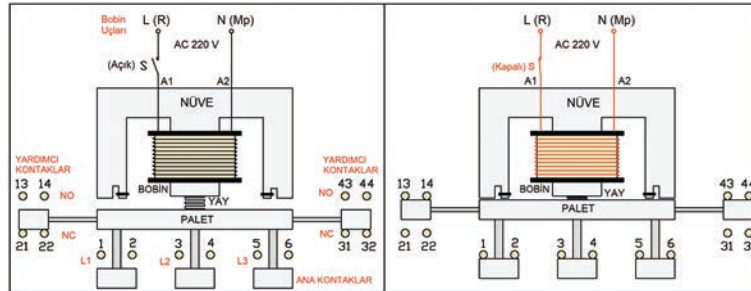 Bobin
Uçları
L (R) N (Mp)
AC 220 V
(Açık) S
A1 A2
NÜVE
YARDIMCI
KONTAKLAR
13 14
NO
BOBİN
YAY
PALET
NC
21 22
YARDIMCI
KONTAKLAR
43 44
NO
NC
31 32
1 2 3 4 5 6
L1 L2 L3
ANA KONTAKLAR
L (R) N (Mp)
AC 220 V
(Kapalı) S
A1 A2
NÜVE
13 14
BOBİN
YAY
PALET
43 44
21 22
31
1 2 3 4 5 6